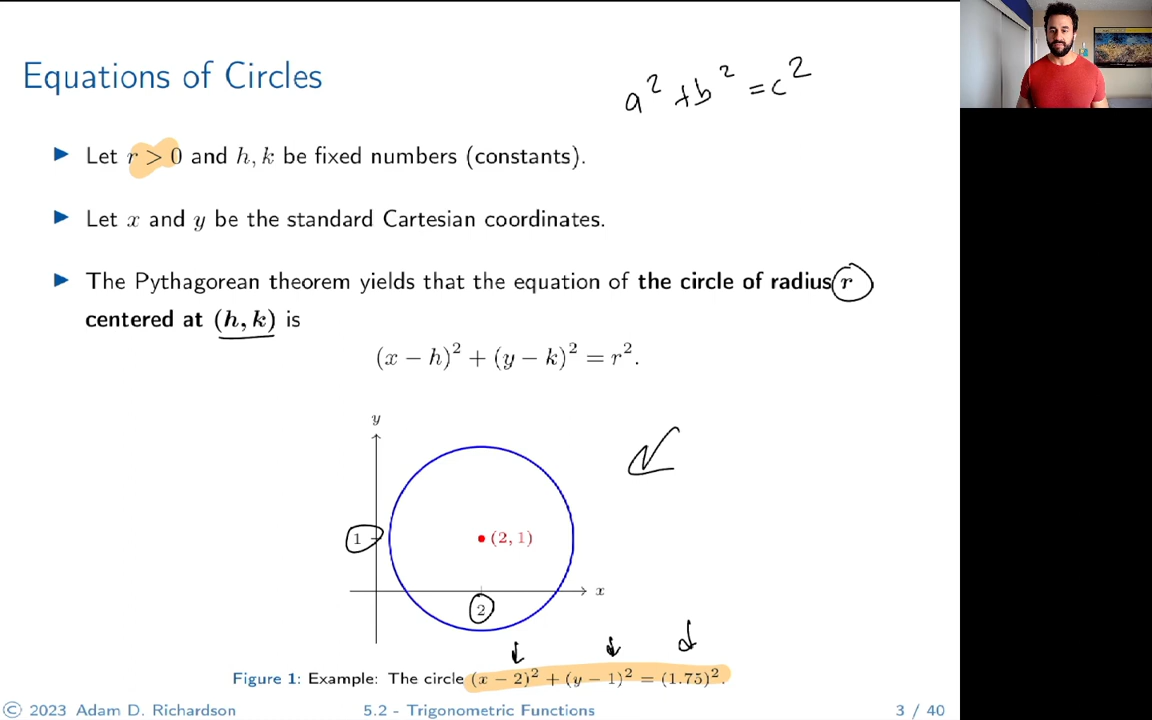 Equations of Circles
a² + b² = c²
▶ Let r > 0 and h, k be fixed numbers (constants).
▶ Let x and y be the standard Cartesian coordinates.
▶ The Pythagorean theorem yields that the equation of the circle of radius r
centered at (h, k) is
(x − h)² + (y − k)² = r².
y
1
(2, 1)
x
2
Figure 1: Example: The circle (x − 2)² + (y − 1)² = (1.75)².
© 2023 Adam D. Richardson
5.2 - Trigonometric Functions
3 / 40